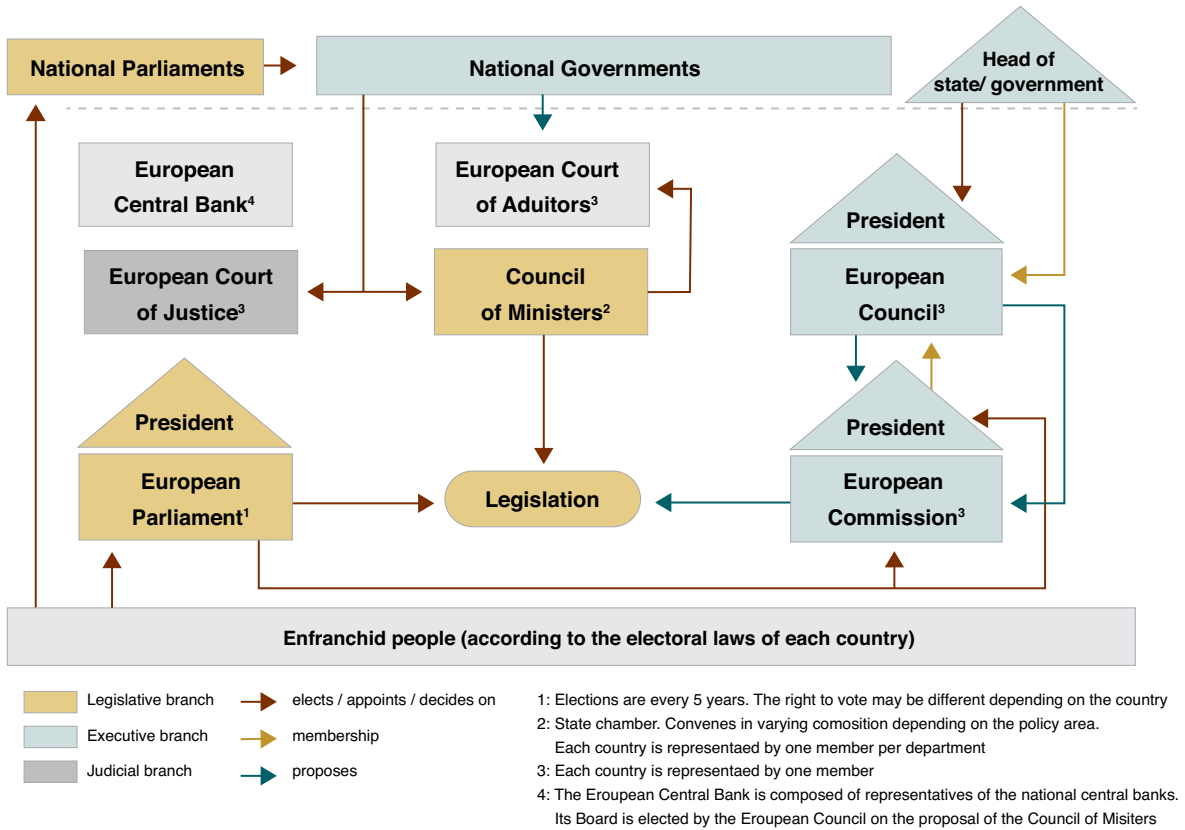 National Parliaments
National Governments
Head of
state/ government
European
Central Bank⁴
European Court
of Aduitors³
President
European Court
of Justice³
Council
of Ministers²
European
Council³
President
President
European
Parliament¹
Legislation
European
Commission³
Enfranchid people (according to the electoral laws of each country)
Legislative branch
Executive branch
Judicial branch
elects / appoints / decides on
membership
proposes
1: Elections are every 5 years. The right to vote may be different depending on the country
2: State chamber. Convenes in varying comosition depending on the policy area.
Each country is representaed by one member per department
3: Each country is representaed by one member
4: The Eroupean Central Bank is composed of representatives of the national central banks.
Its Board is elected by the Eroupean Council on the proposal of the Council of Misiters